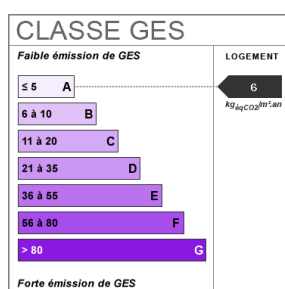 CLASSE GES
Faible émission de GES
LOGEMENT
≤ 5 A
6
6 à 10 B
kgéqCO2/m².an
11 à 20 C
21 à 35 D
36 à 55 E
56 à 80 F
> 80 G
Forte émission de GES